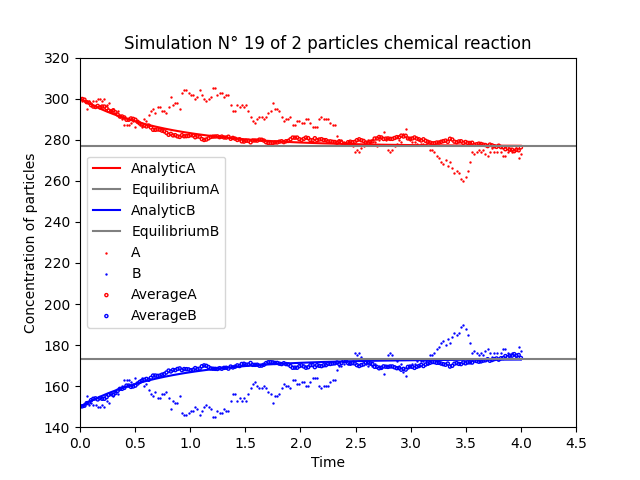 Simulation N° 19 of 2 particles chemical reaction
320
300
280
260
240
220
200
180
160
140
Concentration of particles
AnalyticA
EquilibriumA
AnalyticB
EquilibriumB
A
B
AverageA
AverageB
0.0 0.5 1.0 1.5 2.0 2.5 3.0 3.5 4.0 4.5
Time